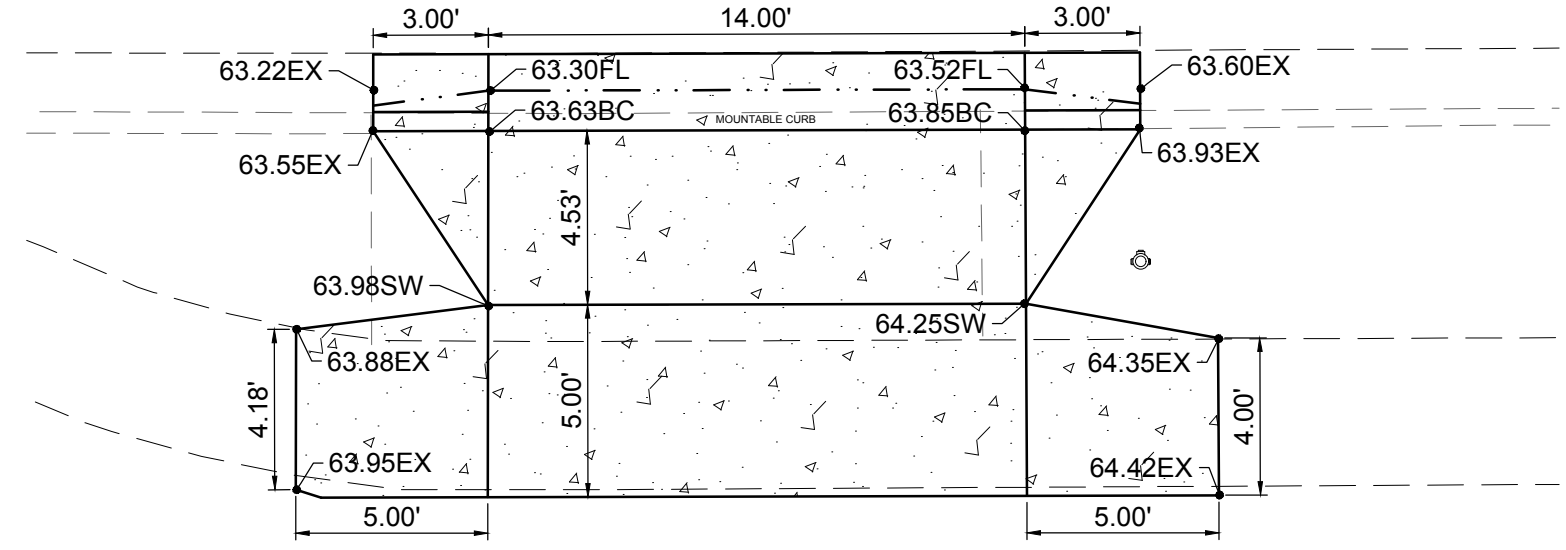 3.00'
14.00'
3.00'
63.22EX
63.30FL
63.52FL
63.60EX
63.63BC
MOUNTABLE CURB
63.85BC
63.55EX
63.93EX
4.53'
63.98SW
64.25SW
63.88EX
64.35EX
4.18'
5.00'
4.00'
63.95EX
64.42EX
5.00'
5.00'